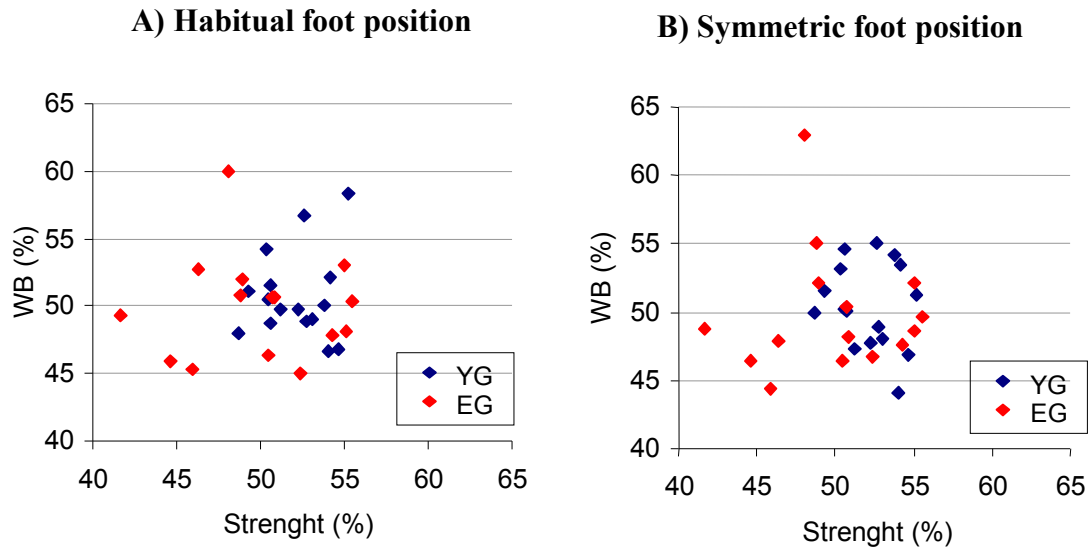 A) Habitual foot position
65
60
55
50
45
40
WB (%)
YG
EG
40 45 50 55 60 65
Strenght (%)
B) Symmetric foot position
65
60
55
50
45
40
WB (%)
YG
EG
40 45 50 55 60 65
Strenght (%)